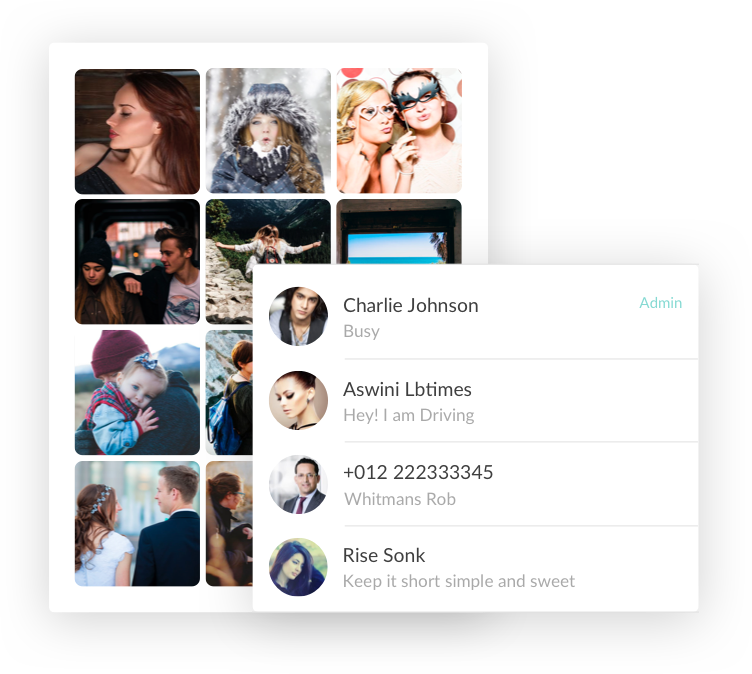 Charlie Johnson
Admin
Busy
Aswini Lbtimes
Hey! I am Driving
+012 222333345
Whitmans Rob
Rise Sonk
Keep it short simple and sweet